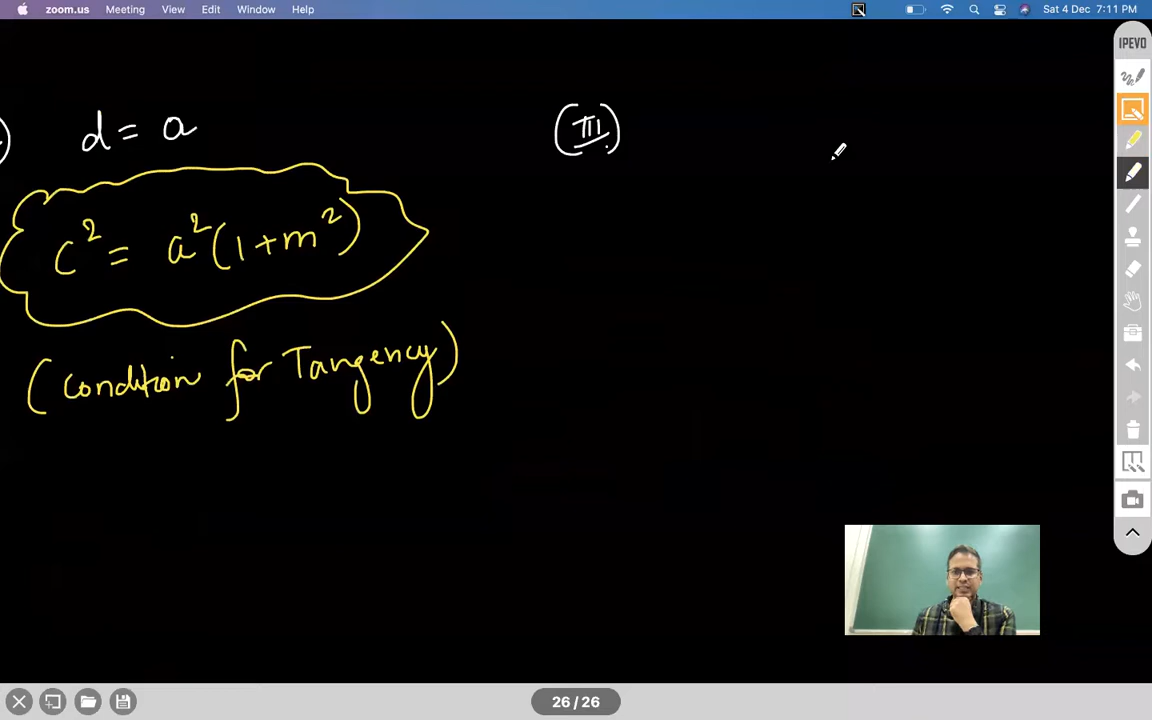 zoom.us Meeting View Edit Window Help Sat 4 Dec 7:11 PM
IPEVO
) d = a
(III)
c² = a²(1+m²)
(Condition for Tangency)
26 / 26